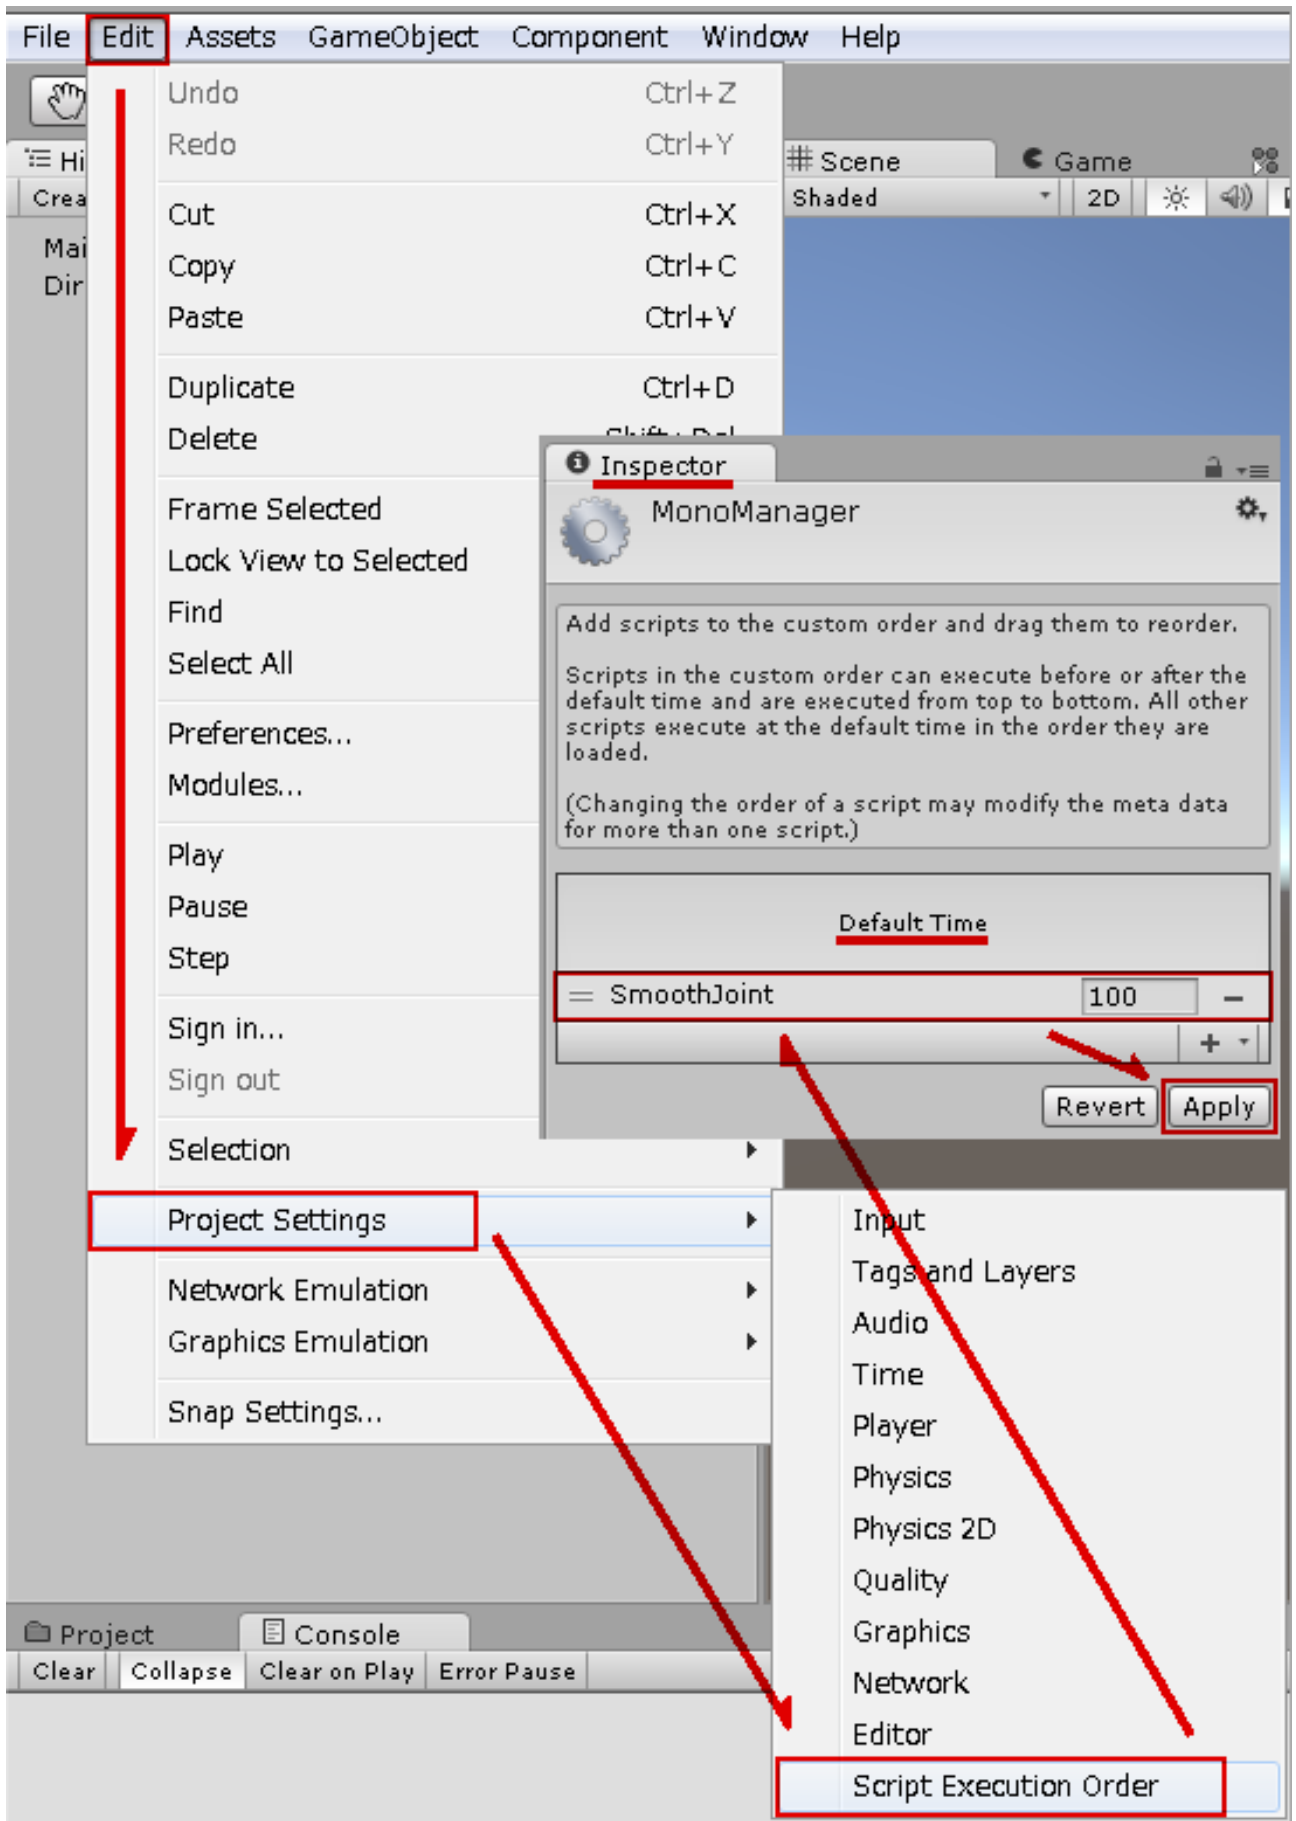 File Edit Assets GameObject Component Window Help
Undo Ctrl+Z
Redo Ctrl+Y
Hi
Scene Game
Crea
Shaded 2D
Cut Ctrl+X
Mai
Copy Ctrl+C
Dir
Paste Ctrl+V
Duplicate Ctrl+D
Delete
Frame Selected
Lock View to Selected
Find
Select All
Preferences...
Modules...
Play
Pause
Step
Sign in...
Sign out
Selection
Project Settings
Network Emulation
Graphics Emulation
Snap Settings...
Inspector
MonoManager
Add scripts to the custom order and drag them to reorder.
Scripts in the custom order can execute before or after the
default time and are executed from top to bottom. All other
scripts execute at the default time in the order they are
loaded.
(Changing the order of a script may modify the meta data
for more than one script.)
Default Time
SmoothJoint 100
Revert Apply
Input
Tags and Layers
Audio
Time
Player
Physics
Physics 2D
Quality
Graphics
Network
Editor
Script Execution Order
Project Console
Clear Collapse Clear on Play Error Pause